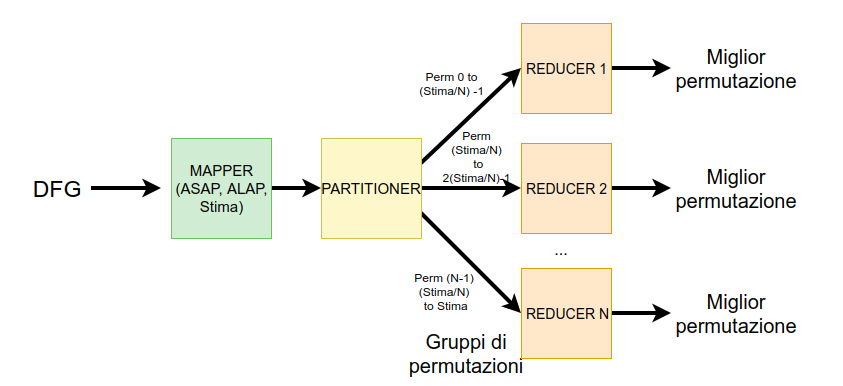 DFG
MAPPER
(ASAP, ALAP,
Stima)
PARTITIONER
Perm 0 to
(Stima/N) -1
Perm
(Stima/N)
to
2(Stima/N)-1
Perm (N-1)
(Stima/N)
to Stima
Gruppi di
permutazioni
REDUCER 1
Miglior
permutazione
REDUCER 2
Miglior
permutazione
...
REDUCER N
Miglior
permutazione